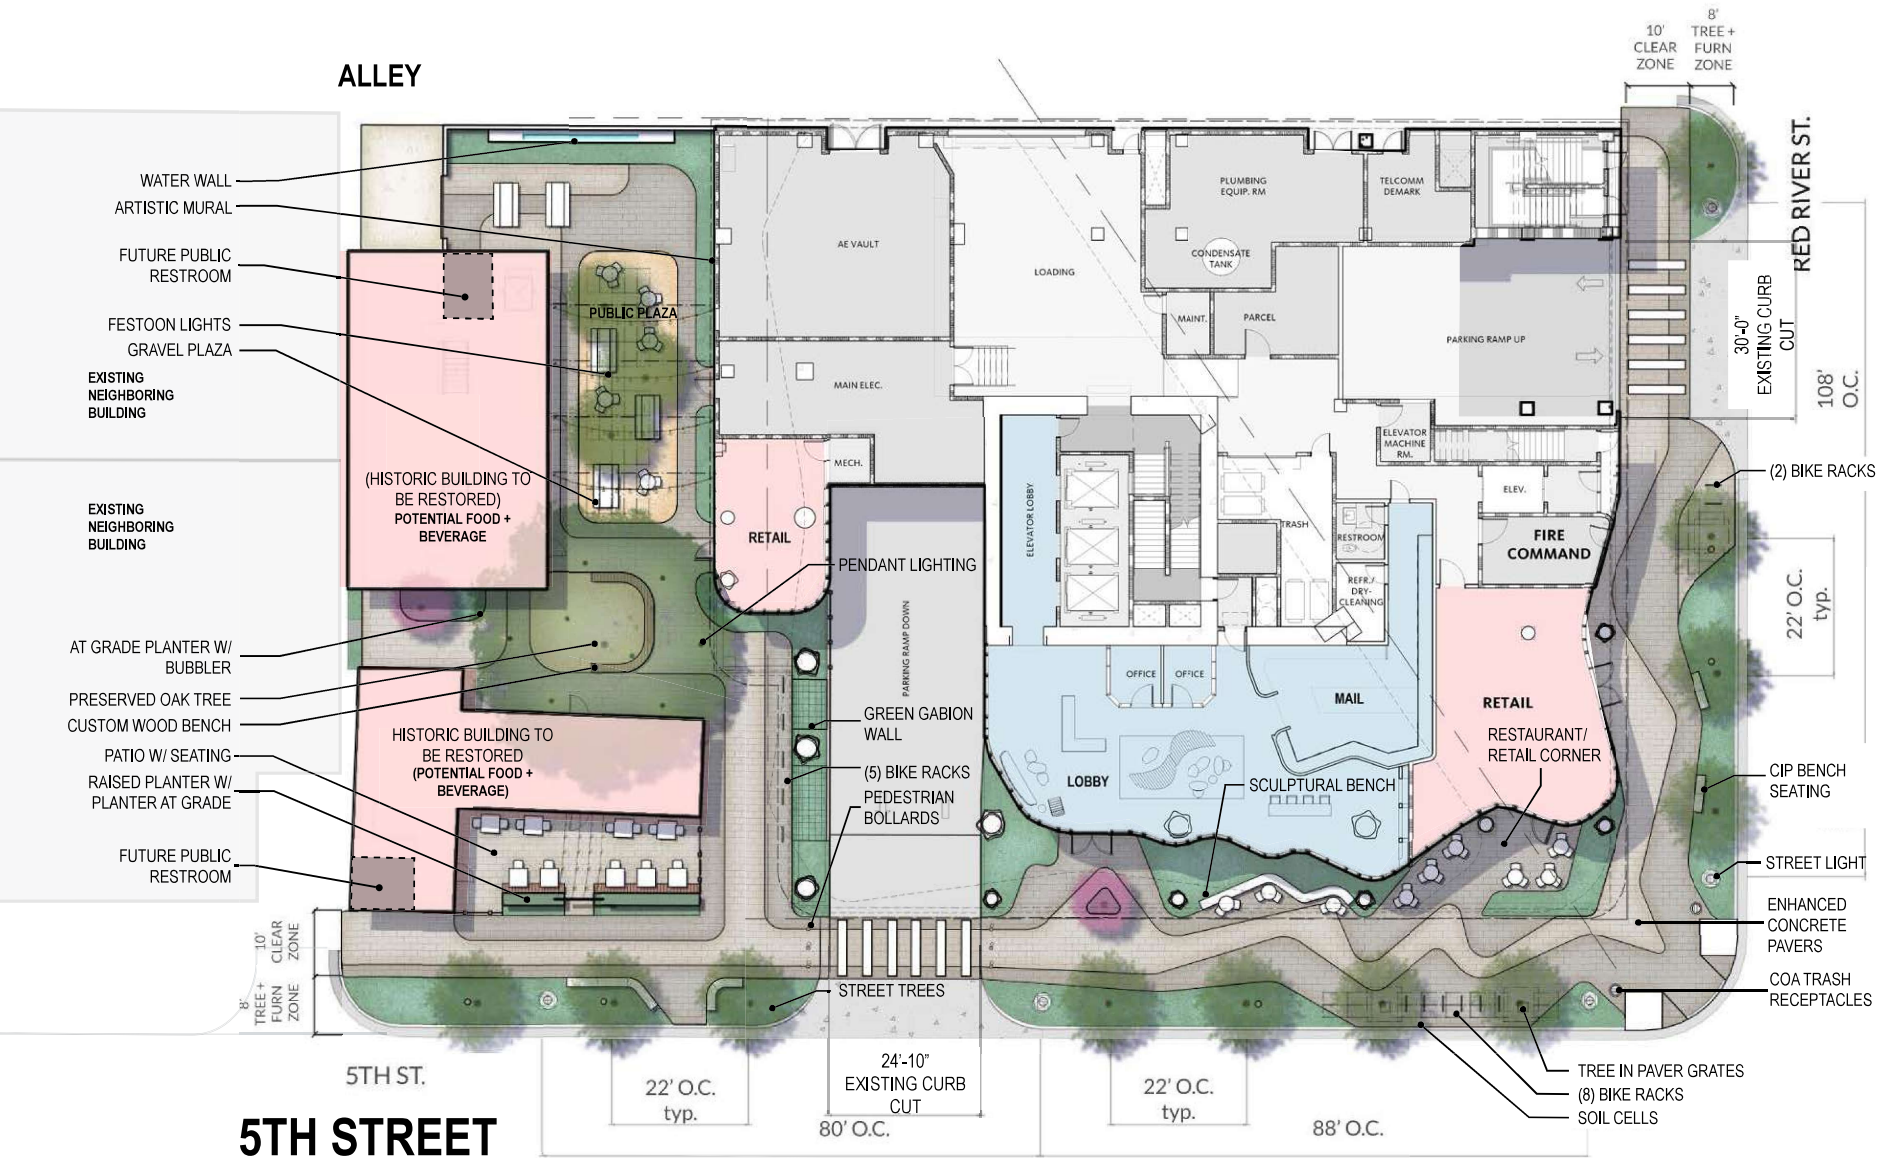 ALLEY
10'
CLEAR
ZONE
8'
TREE +
FURN
ZONE
RED RIVER ST.
WATER WALL
ARTISTIC MURAL
FUTURE PUBLIC
RESTROOM
FESTOON LIGHTS
GRAVEL PLAZA
EXISTING
NEIGHBORING
BUILDING
EXISTING
NEIGHBORING
BUILDING
AT GRADE PLANTER W/
BUBBLER
PRESERVED OAK TREE
CUSTOM WOOD BENCH
PATIO W/ SEATING
RAISED PLANTER W/
PLANTER AT GRADE
FUTURE PUBLIC
RESTROOM
PUBLIC PLAZA
(HISTORIC BUILDING TO
BE RESTORED)
POTENTIAL FOOD +
BEVERAGE
HISTORIC BUILDING TO
BE RESTORED
(POTENTIAL FOOD +
BEVERAGE)
AE VAULT
LOADING
PLUMBING
EQUIP. RM
TELCOMM
DEMARK
CONDENSATE
TANK
MAINT.
PARCEL
PARKING RAMP UP
MAIN ELEC.
MECH.
RETAIL
ELEVATOR LOBBY
ELEVATOR
MACHINE
RM.
ELEV.
FIRE
COMMAND
TRASH
RESTROOM
REFR./
DRY-
CLEANING
PENDANT LIGHTING
PARKING RAMP DOWN
GREEN GABION
WALL
(5) BIKE RACKS
PEDESTRIAN
BOLLARDS
OFFICE
OFFICE
MAIL
LOBBY
RETAIL
RESTAURANT/
RETAIL CORNER
SCULPTURAL BENCH
30'-0"
EXISTING CURB
CUT
108'
O.C.
(2) BIKE RACKS
22' O.C.
typ.
CIP BENCH
SEATING
STREET LIGHT
ENHANCED
CONCRETE
PAVERS
COA TRASH
RECEPTACLES
TREE IN PAVER GRATES
(8) BIKE RACKS
SOIL CELLS
10'
CLEAR
ZONE
8'
TREE +
FURN
ZONE
STREET TREES
5TH ST.
22' O.C.
typ.
24'-10"
EXISTING CURB
CUT
22' O.C.
typ.
80' O.C.
88' O.C.
5TH STREET